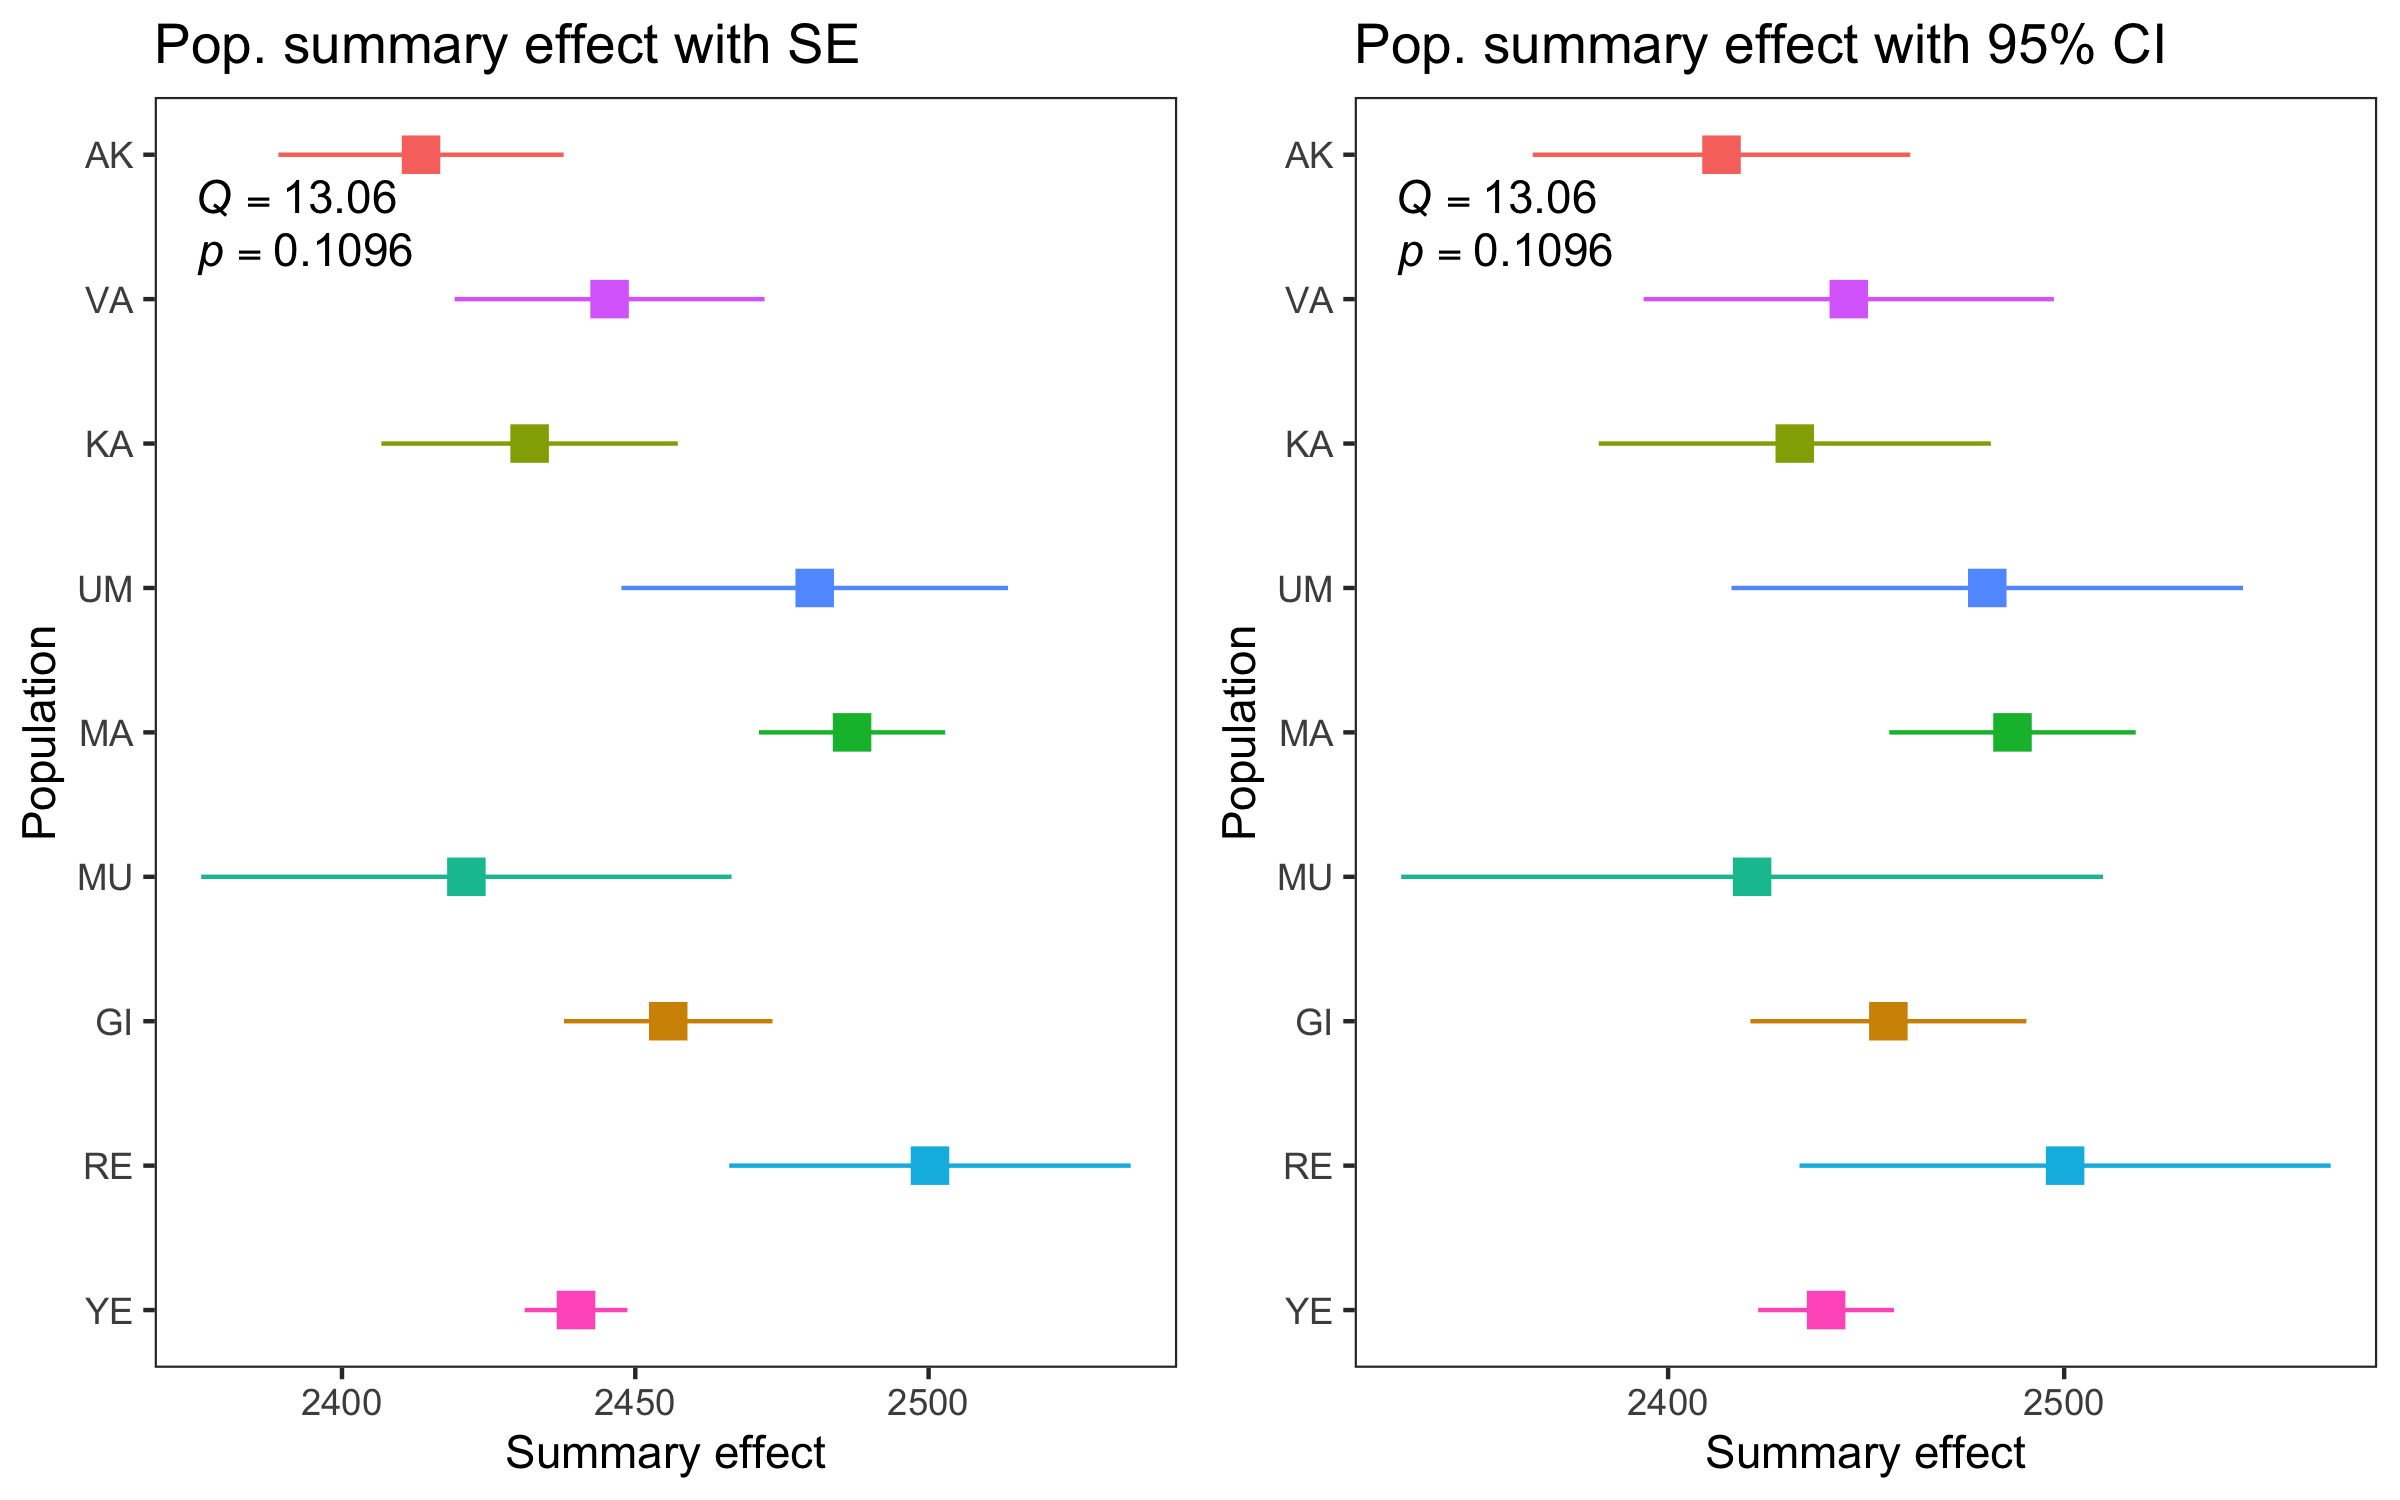 Pop. summary effect with SE
AK
Q = 13.06
p = 0.1096
VA
KA
UM
MA
MU
GI
RE
YE
Population
2400 2450 2500
Summary effect
Pop. summary effect with 95% CI
AK
Q = 13.06
p = 0.1096
VA
KA
UM
MA
MU
GI
RE
YE
Population
2400 2500
Summary effect